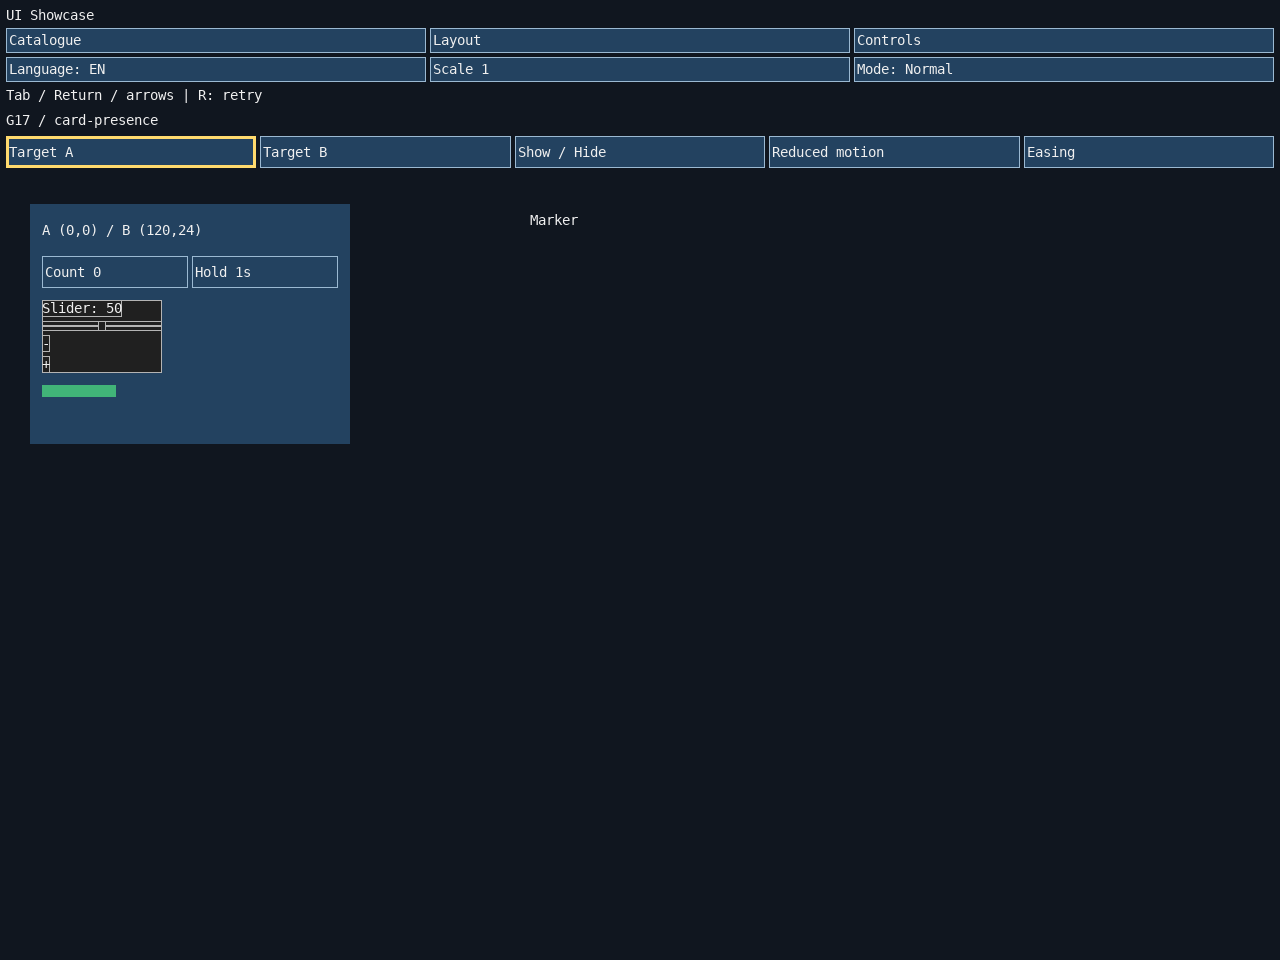 UI Showcase
Catalogue
Layout
Controls
Language: EN
Scale 1
Mode: Normal
Tab / Return / arrows | R: retry
G17 / card-presence
Target A
Target B
Show / Hide
Reduced motion
Easing
A (0,0) / B (120,24)
Marker
Count 0
Hold 1s
Slider: 50
-
+